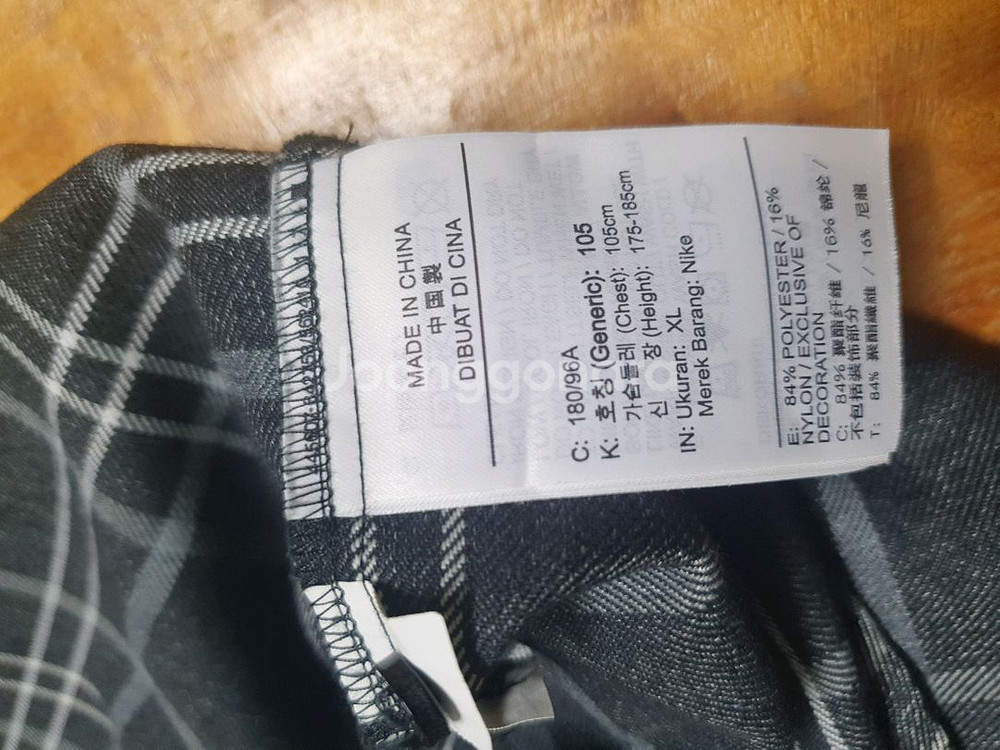 MADE IN CHINA
中国製
DIBUAT DI CINA
C: 180/96A
K: 호칭 (Generic): 105
가슴둘레 (Chest): 105cm
신 장 (Height): 175-185cm
IN: Ukuran: XL
Merek Barang: Nike
E: 84% POLYESTER / 16%
NYLON / EXCLUSIVE OF
DECORATION
C: 84% 聚酯纤维 / 16% 锦纶 /
不包括装饰部分
T: 84% 聚酯纖維 / 16% 尼龍